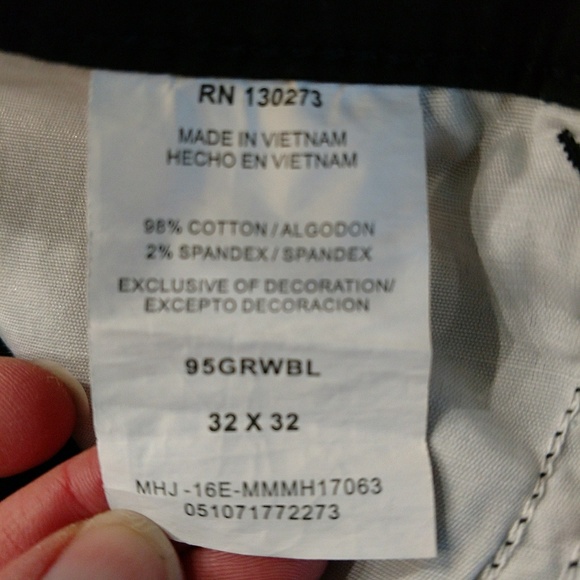 RN 130273
MADE IN VIETNAM
HECHO EN VIETNAM
98% COTTON / ALGODON
2% SPANDEX / SPANDEX
EXCLUSIVE OF DECORATION/
EXCEPTO DECORACION
95GRWBL
32 X 32
MHJ -16E-MMMH17063
051071772273